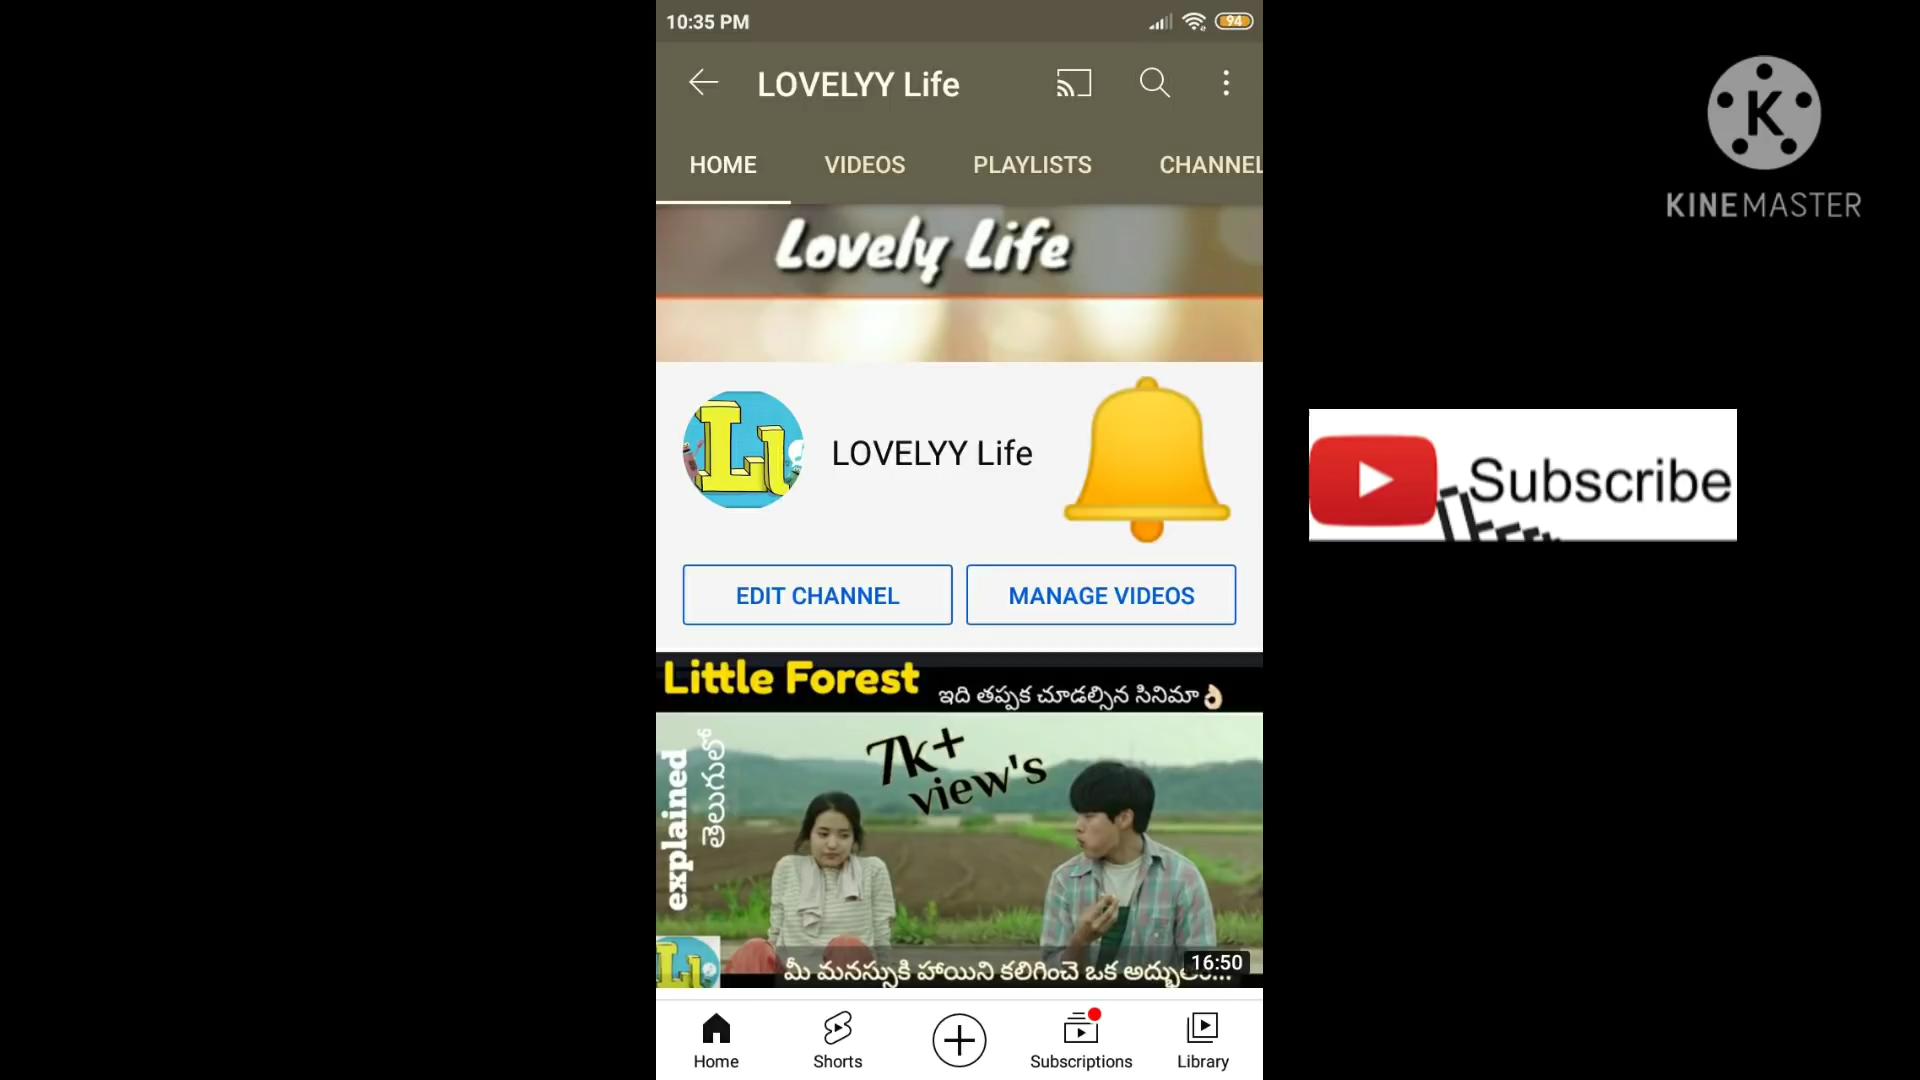 10:35 PM
94
LOVELYY Life
HOME
VIDEOS
PLAYLISTS
CHANNEL
Lovely Life
LOVELYY Life
EDIT CHANNEL
MANAGE VIDEOS
Little Forest
ఇది తప్పక చూడల్సిన సినిమా👌🏻
explained
తెలుగులో
7k+
view's
మీ మనస్సుకి హాయిని కలిగించె ఒక
16:50
Home
Shorts
Subscriptions
Library
K
KINEMASTER
Subscribe